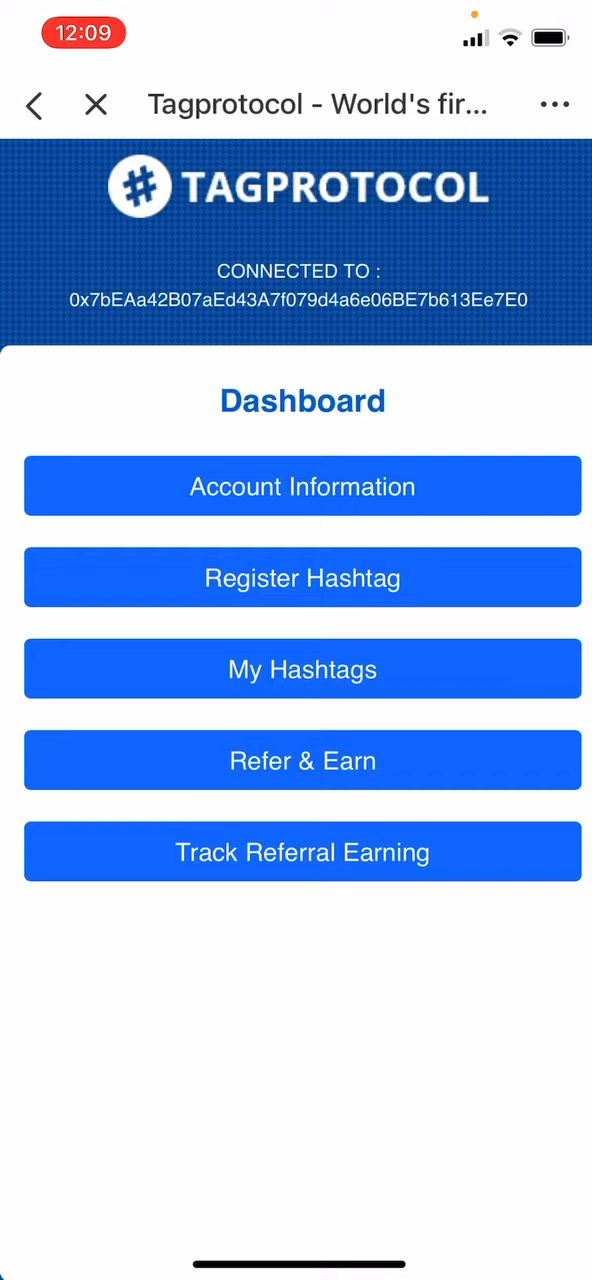 12:09
Tagprotocol - World's fir...
# TAGPROTOCOL
CONNECTED TO :
0x7bEAa42B07aEd43A7f079d4a6e06BE7b613Ee7E0
Dashboard
Account Information
Register Hashtag
My Hashtags
Refer & Earn
Track Referral Earning